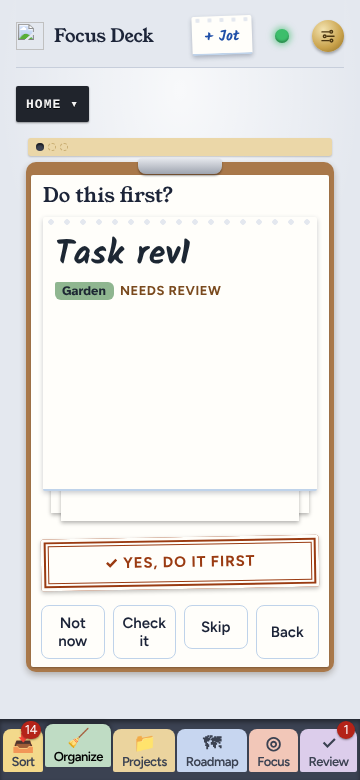 Focus Deck
+ Jot
HOME ▾
Do this first?
Task rev1
Garden NEEDS REVIEW
✓ YES, DO IT FIRST
Not now
Check it
Skip
Back
14
1
Sort
Organize
Projects
Roadmap
Focus
Review